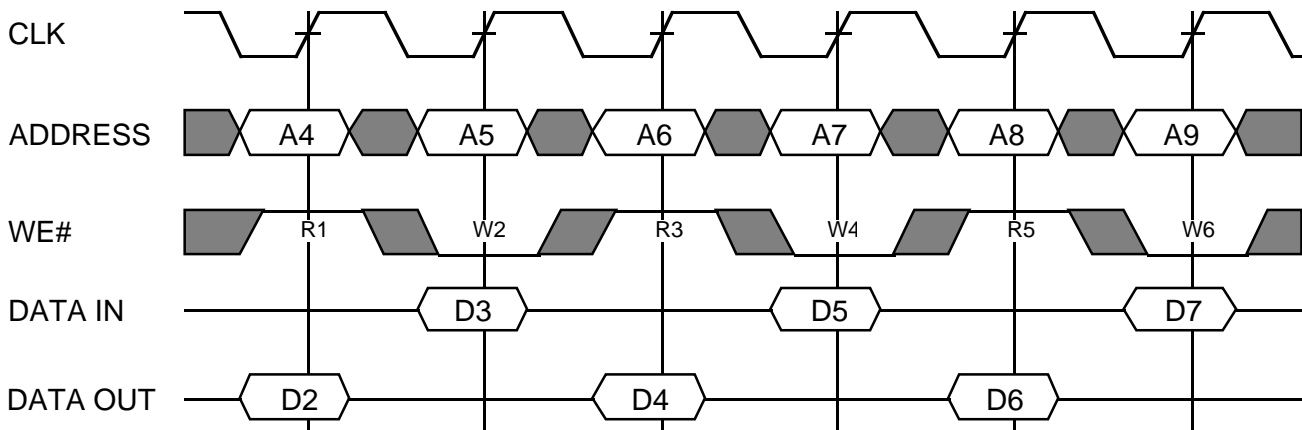 CLK
ADDRESS A4 A5 A6 A7 A8 A9
WE# R1 W2 R3 W4 R5 W6
DATA IN D3 D5 D7
DATA OUT D2 D4 D6